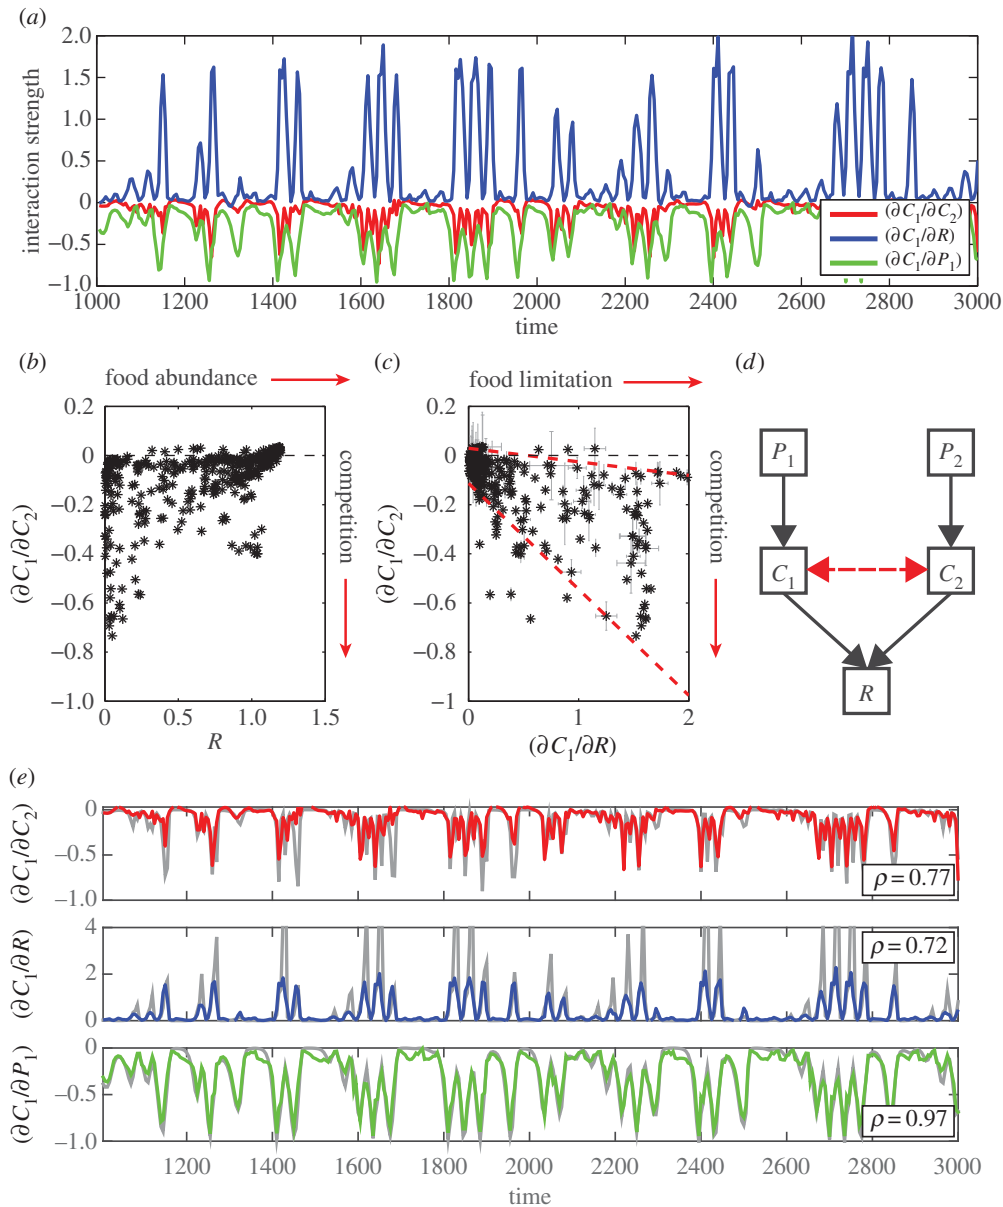 (a)
2.0
1.5
1.0
0.5
0
−0.5
−1.0
interaction strength
(∂C1/∂C2)
(∂C1/∂R)
(∂C1/∂P1)
1000 1200 1400 1600 1800 2000 2200 2400 2600 2800 3000
time
(b)
food abundance
0.2
0
−0.2
−0.4
−0.6
−0.8
−1.0
(∂C1/∂C2)
competition
0 0.5 1.0 1.5
R
(c)
food limitation
0.2
0
−0.2
−0.4
−0.6
−0.8
−1
(∂C1/∂C2)
competition
0 1 2
(∂C1/∂R)
(d)
P1 P2
C1 C2
R
(e)
0
−0.5
−1.0
(∂C1/∂C2)
ρ = 0.77
4
2
0
(∂C1/∂R)
ρ = 0.72
0
−0.5
−1.0
(∂C1/∂P1)
ρ = 0.97
1200 1400 1600 1800 2000 2200 2400 2600 2800 3000
time